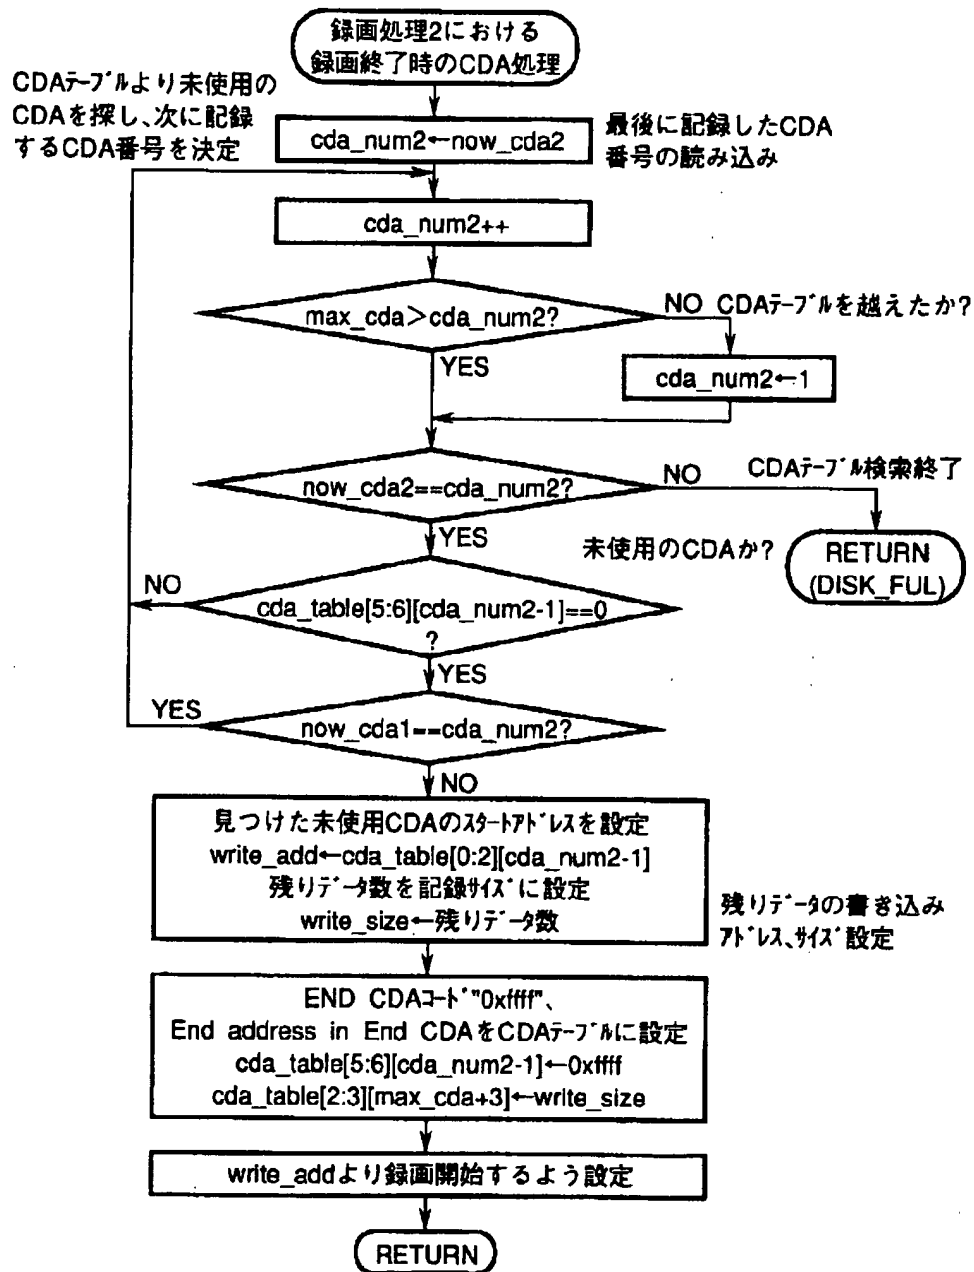 録画処理2における
録画終了時のCDA処理
CDAテーブルより未使用の
CDAを探し、次に記録
するCDA番号を決定
cda_num2←now_cda2
最後に記録したCDA
番号の読み込み
cda_num2++
max_cda>cda_num2?
NO
CDAテーブルを越えたか?
YES
cda_num2←1
now_cda2==cda_num2?
NO
CDAテーブル検索終了
YES
未使用のCDAか?
RETURN
(DISK_FUL)
NO
cda_table[5:6][cda_num2-1]==0
?
YES
YES
now_cda1==cda_num2?
NO
見つけた未使用CDAのスタートアドレスを設定
write_add←cda_table[0:2][cda_num2-1]
残りデータ数を記録サイズに設定
write_size←残りデータ数
残りデータの書き込み
アドレス、サイズ設定
END CDAコード"0xffff"、
End address in End CDAをCDAテーブルに設定
cda_table[5:6][cda_num2-1]←0xffff
cda_table[2:3][max_cda+3]←write_size
write_addより録画開始するよう設定
RETURN